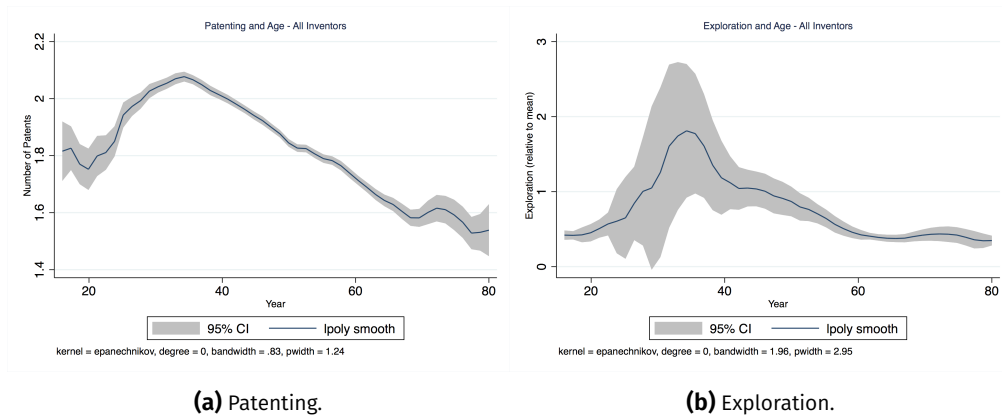 Patenting and Age - All Inventors
Number of Patents
2.2
2
1.8
1.6
1.4
20
40
60
80
Year
95% CI
lpoly smooth
kernel = epanechnikov, degree = 0, bandwidth = .83, pwidth = 1.24
(a) Patenting.
Exploration and Age - All Inventors
Exploration (relative to mean)
3
2
1
0
20
40
60
80
Year
95% CI
lpoly smooth
kernel = epanechnikov, degree = 0, bandwidth = 1.96, pwidth = 2.95
(b) Exploration.